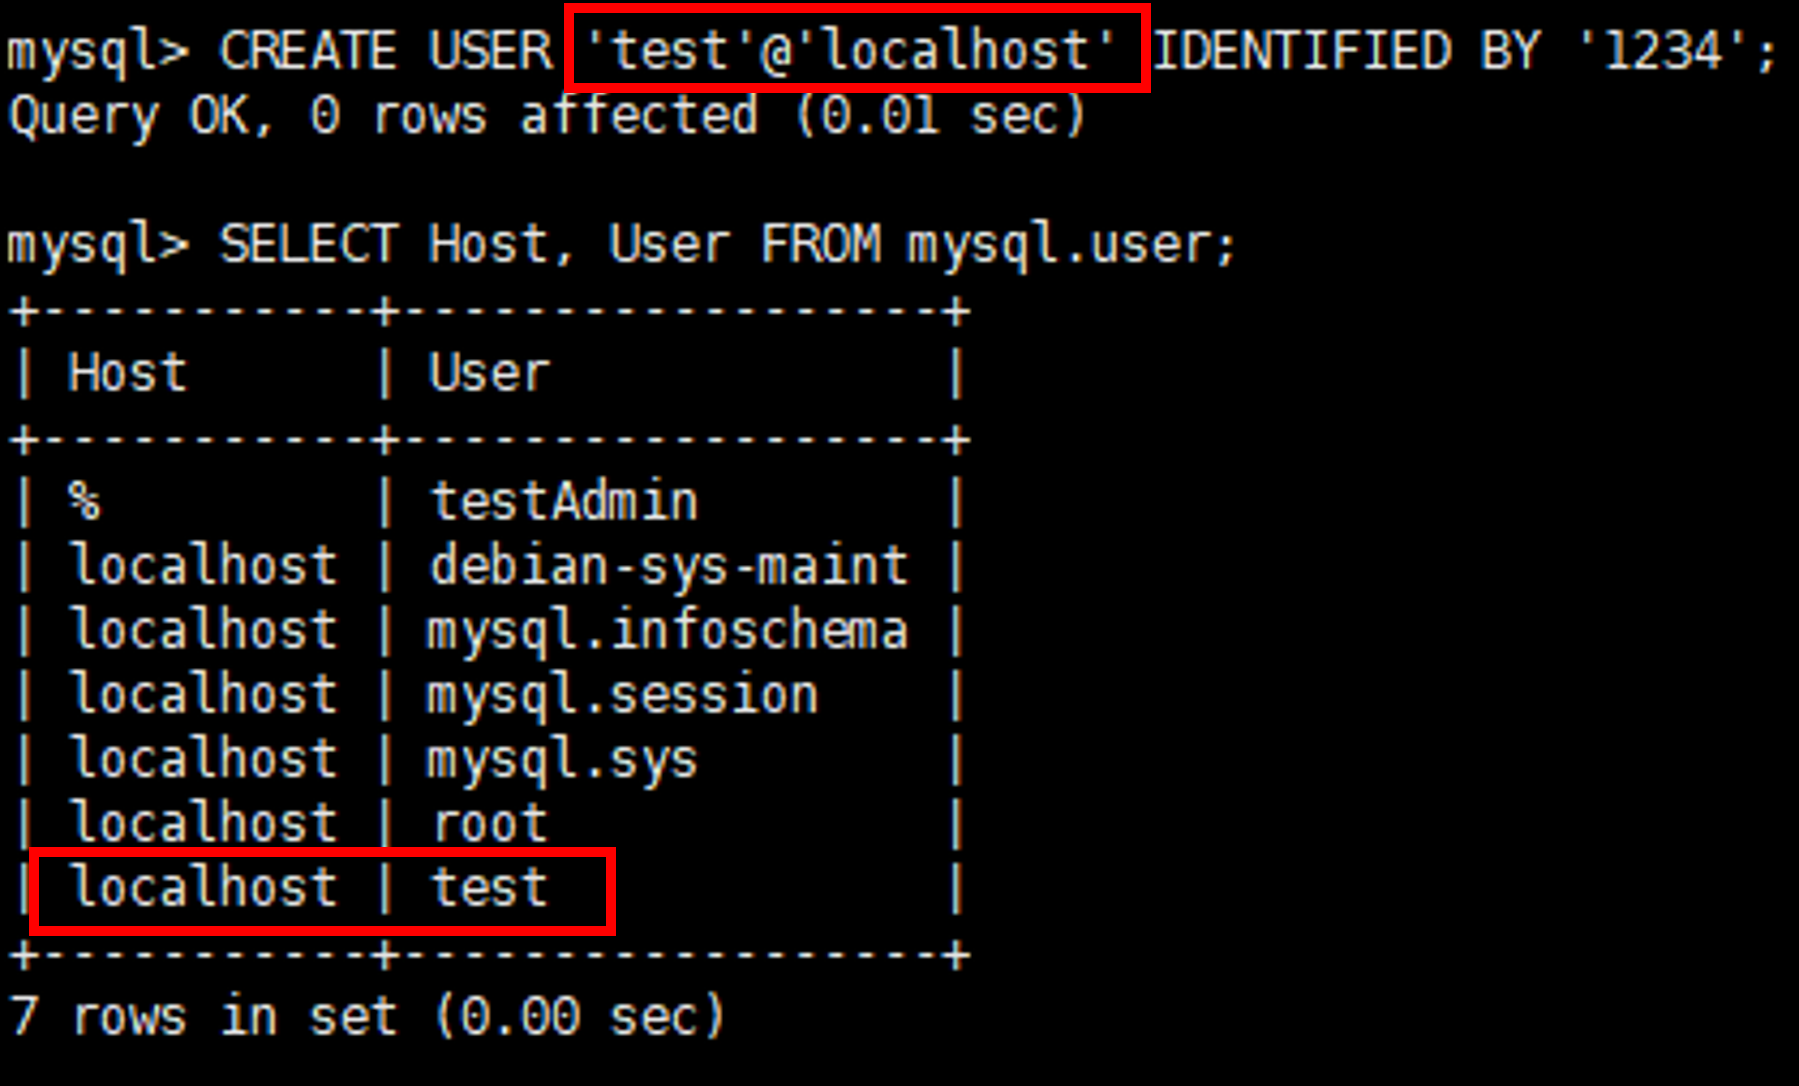 mysql> CREATE USER 'test'@'localhost' IDENTIFIED BY '1234';
Query OK, 0 rows affected (0.01 sec)
mysql> SELECT Host, User FROM mysql.user;
+-----------+------------------+
| Host      | User             |
+-----------+------------------+
| %         | testAdmin        |
| localhost | debian-sys-maint |
| localhost | mysql.infoschema |
| localhost | mysql.session    |
| localhost | mysql.sys        |
| localhost | root             |
| localhost | test             |
+-----------+------------------+
7 rows in set (0.00 sec)